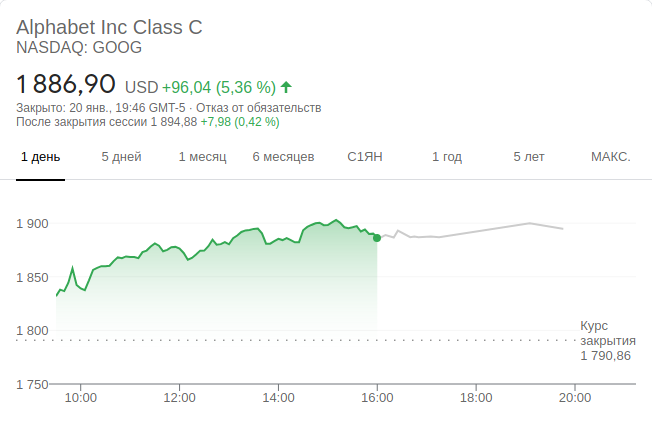 Alphabet Inc Class C
NASDAQ: GOOG
1 886,90 USD +96,04 (5,36 %)
Закрыто: 20 янв., 19:46 GMT-5 · Отказ от обязательств
После закрытия сессии 1 894,88 +7,98 (0,42 %)
1 день 5 дней 1 месяц 6 месяцев С1ЯН 1 год 5 лет МАКС.
1 900
1 850
1 800
Курс
закрытия
1 790,86
1 750
10:00 12:00 14:00 16:00 18:00 20:00